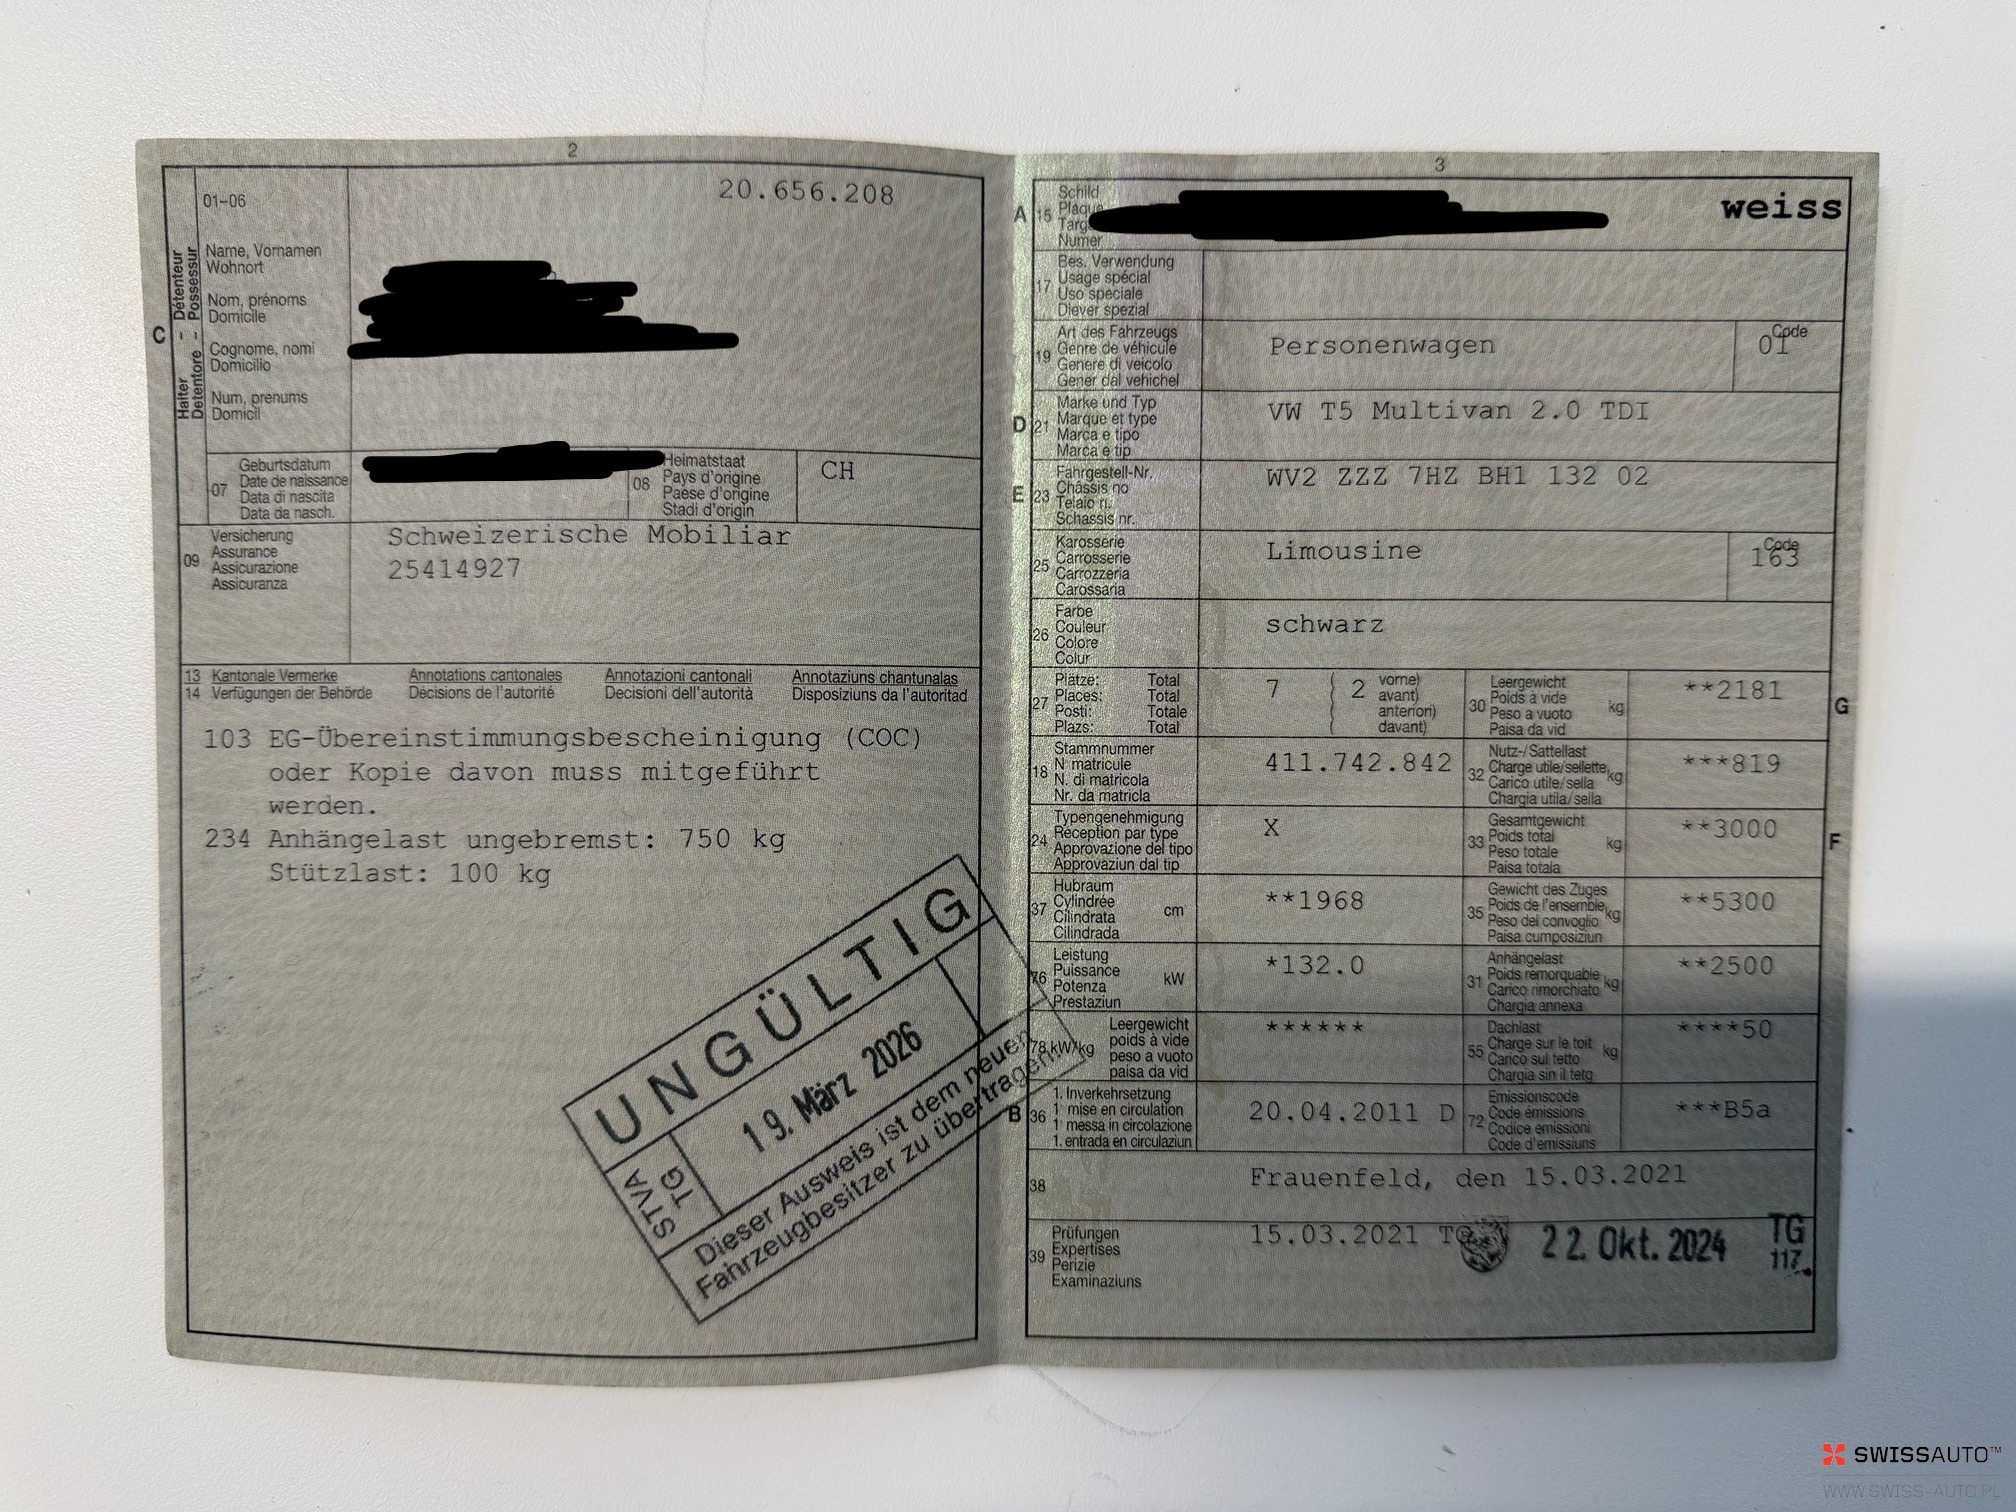 2
01-06
20.656.208
C
Halter – Détenteur
Detentore – Possessur
Name, Vornamen
Wohnort
Nom, prénoms
Domicile
Cognome, nomi
Domicilio
Num, prenums
Domicil
07
Geburtsdatum
Date de naissance
Data di nascita
Data da nasch.
08
Heimatstaat
Pays d'origine
Paese d'origine
Stadi d'origin
CH
09
Versicherung
Assurance
Assicurazione
Assicuranza
Schweizerische Mobiliar
25414927
13 Kantonale Vermerke Annotations cantonales Annotazioni cantonali Annotaziuns chantunalas
14 Verfügungen der Behörde Décisions de l'autorité Decisioni dell'autorità Disposiziuns da l'autoritad
103 EG-Übereinstimmungsbescheinigung (COC)
oder Kopie davon muss mitgeführt
werden.
234 Anhängelast ungebremst: 750 kg
Stützlast: 100 kg
UNGÜLTIG
STVA
TG
19. März 2026
Dieser Ausweis ist dem neuen
Fahrzeugbesitzer zu übertragen.
3
A 15
Schild
Plaque
Targ
Numer
weiss
17
Bes. Verwendung
Usage spécial
Uso speciale
Diever spezial
19
Art des Fahrzeugs
Genre de véhicule
Genere di veicolo
Gener dal vehichel
Personenwagen
Code
01
D 21
Marke und Typ
Marque et type
Marca e tipo
Marca e tip
VW T5 Multivan 2.0 TDI
E 23
Fahrgestell-Nr.
Châssis no
Telaio n.
Schassis nr.
WV2 ZZZ 7HZ BH1 132 02
25
Karosserie
Carrosserie
Carrozzeria
Carossaria
Limousine
Code
163
26
Farbe
Couleur
Colore
Colur
schwarz
27
Plätze: Total
Places: Total
Posti: Totale
Plazs: Total
7 ( 2 vorne)
( avant)
( anteriori)
( davant)
30
Leergewicht
Poids à vide
Peso a vuoto
Paisa da vid
kg
**2181
G
18
Stammnummer
N° matricule
N. di matricola
Nr. da matricla
411.742.842
32
Nutz-/Sattellast
Charge utile/sellette
Carico utile/sella
Chargia utila/sella
kg
***819
24
Typengenehmigung
Réception par type
Approvazione del tipo
Approvaziun dal tip
X
33
Gesamtgewicht
Poids total
Peso totale
Paisa totala
kg
**3000
F
37
Hubraum
Cylindrée
Cilindrata
Cilindrada
cm
**1968
35
Gewicht des Zuges
Poids de l'ensemble
Peso del convoglio
Paisa cumposiziun
kg
**5300
76
Leistung
Puissance
Potenza
Prestaziun
kW
*132.0
31
Anhängelast
Poids remorquable
Carico rimorchiato
Chargia annexa
kg
**2500
78 kW/kg
Leergewicht
poids à vide
peso a vuoto
paisa da vid
******
55
Dachlast
Charge sur le toit
Carico sul tetto
Chargia sin il tetg
kg
****50
B 36
1. Inverkehrsetzung
1 mise en circulation
1 messa in circolazione
1. entrada en circulaziun
20.04.2011 D
72
Emissionscode
Code émissions
Codice emissioni
Code d'emissiuns
***B5a
38
Frauenfeld, den 15.03.2021
39
Prüfungen
Expertises
Perizie
Examinaziuns
15.03.2021 TG
22. Okt. 2024
TG
117
SWISSAUTO™
WWW.SWISS-AUTO.PL